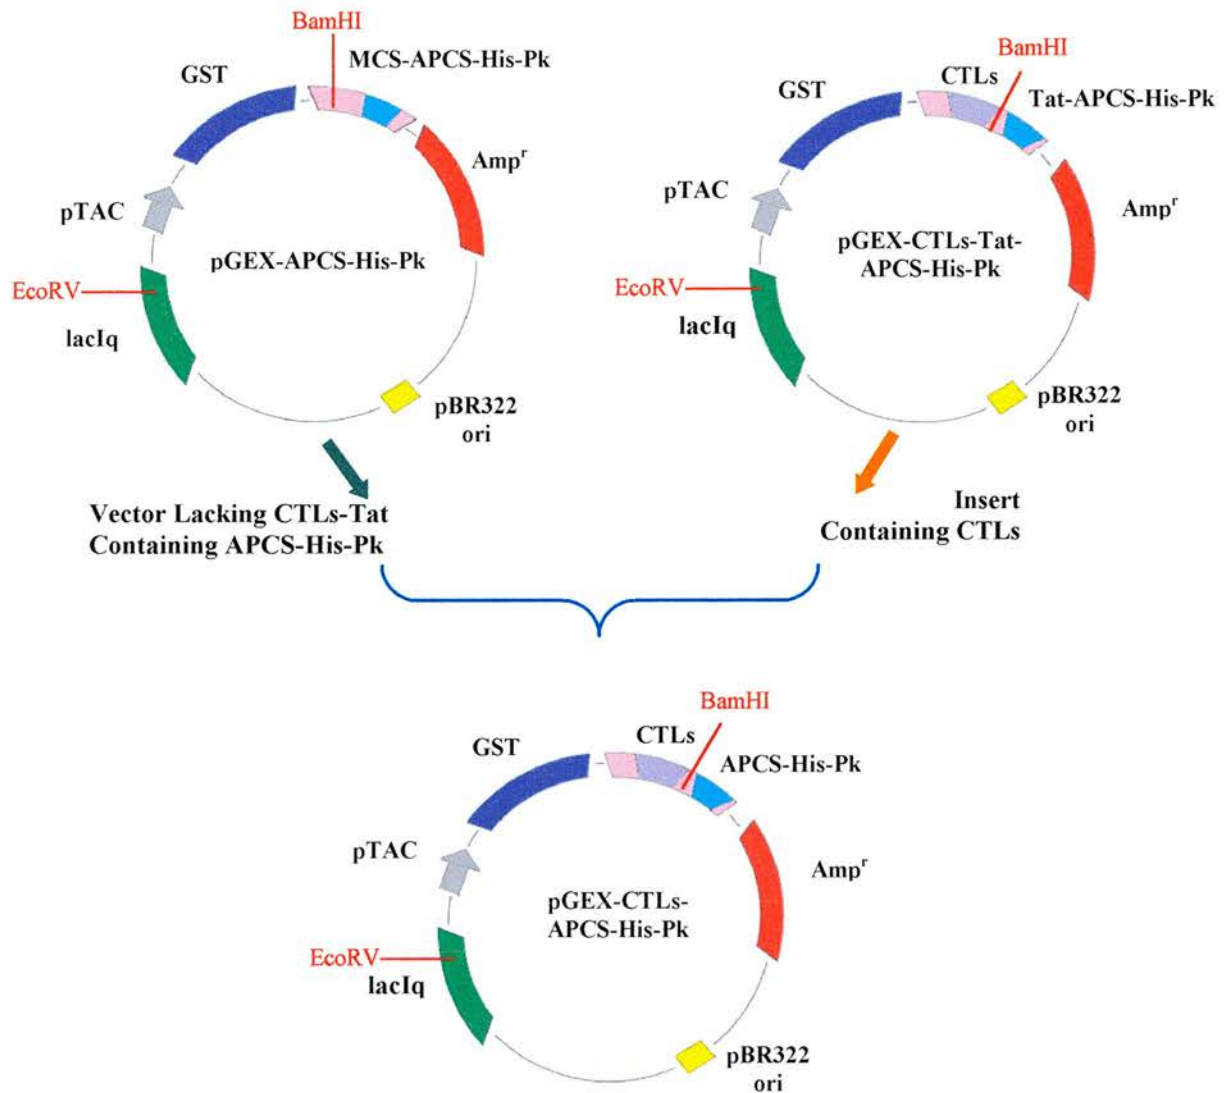 BamHI
MCS-APCS-His-Pk
GST
Ampʳ
pTAC
pGEX-APCS-His-Pk
EcoRV
lacIq
pBR322
ori
BamHI
CTLs
Tat-APCS-His-Pk
GST
pTAC
Ampʳ
pGEX-CTLs-Tat-
APCS-His-Pk
EcoRV
lacIq
pBR322
ori
Vector Lacking CTLs-Tat
Containing APCS-His-Pk
Insert
Containing CTLs
BamHI
CTLs
GST
APCS-His-Pk
pTAC
Ampʳ
pGEX-CTLs-
APCS-His-Pk
EcoRV
lacIq
pBR322
ori